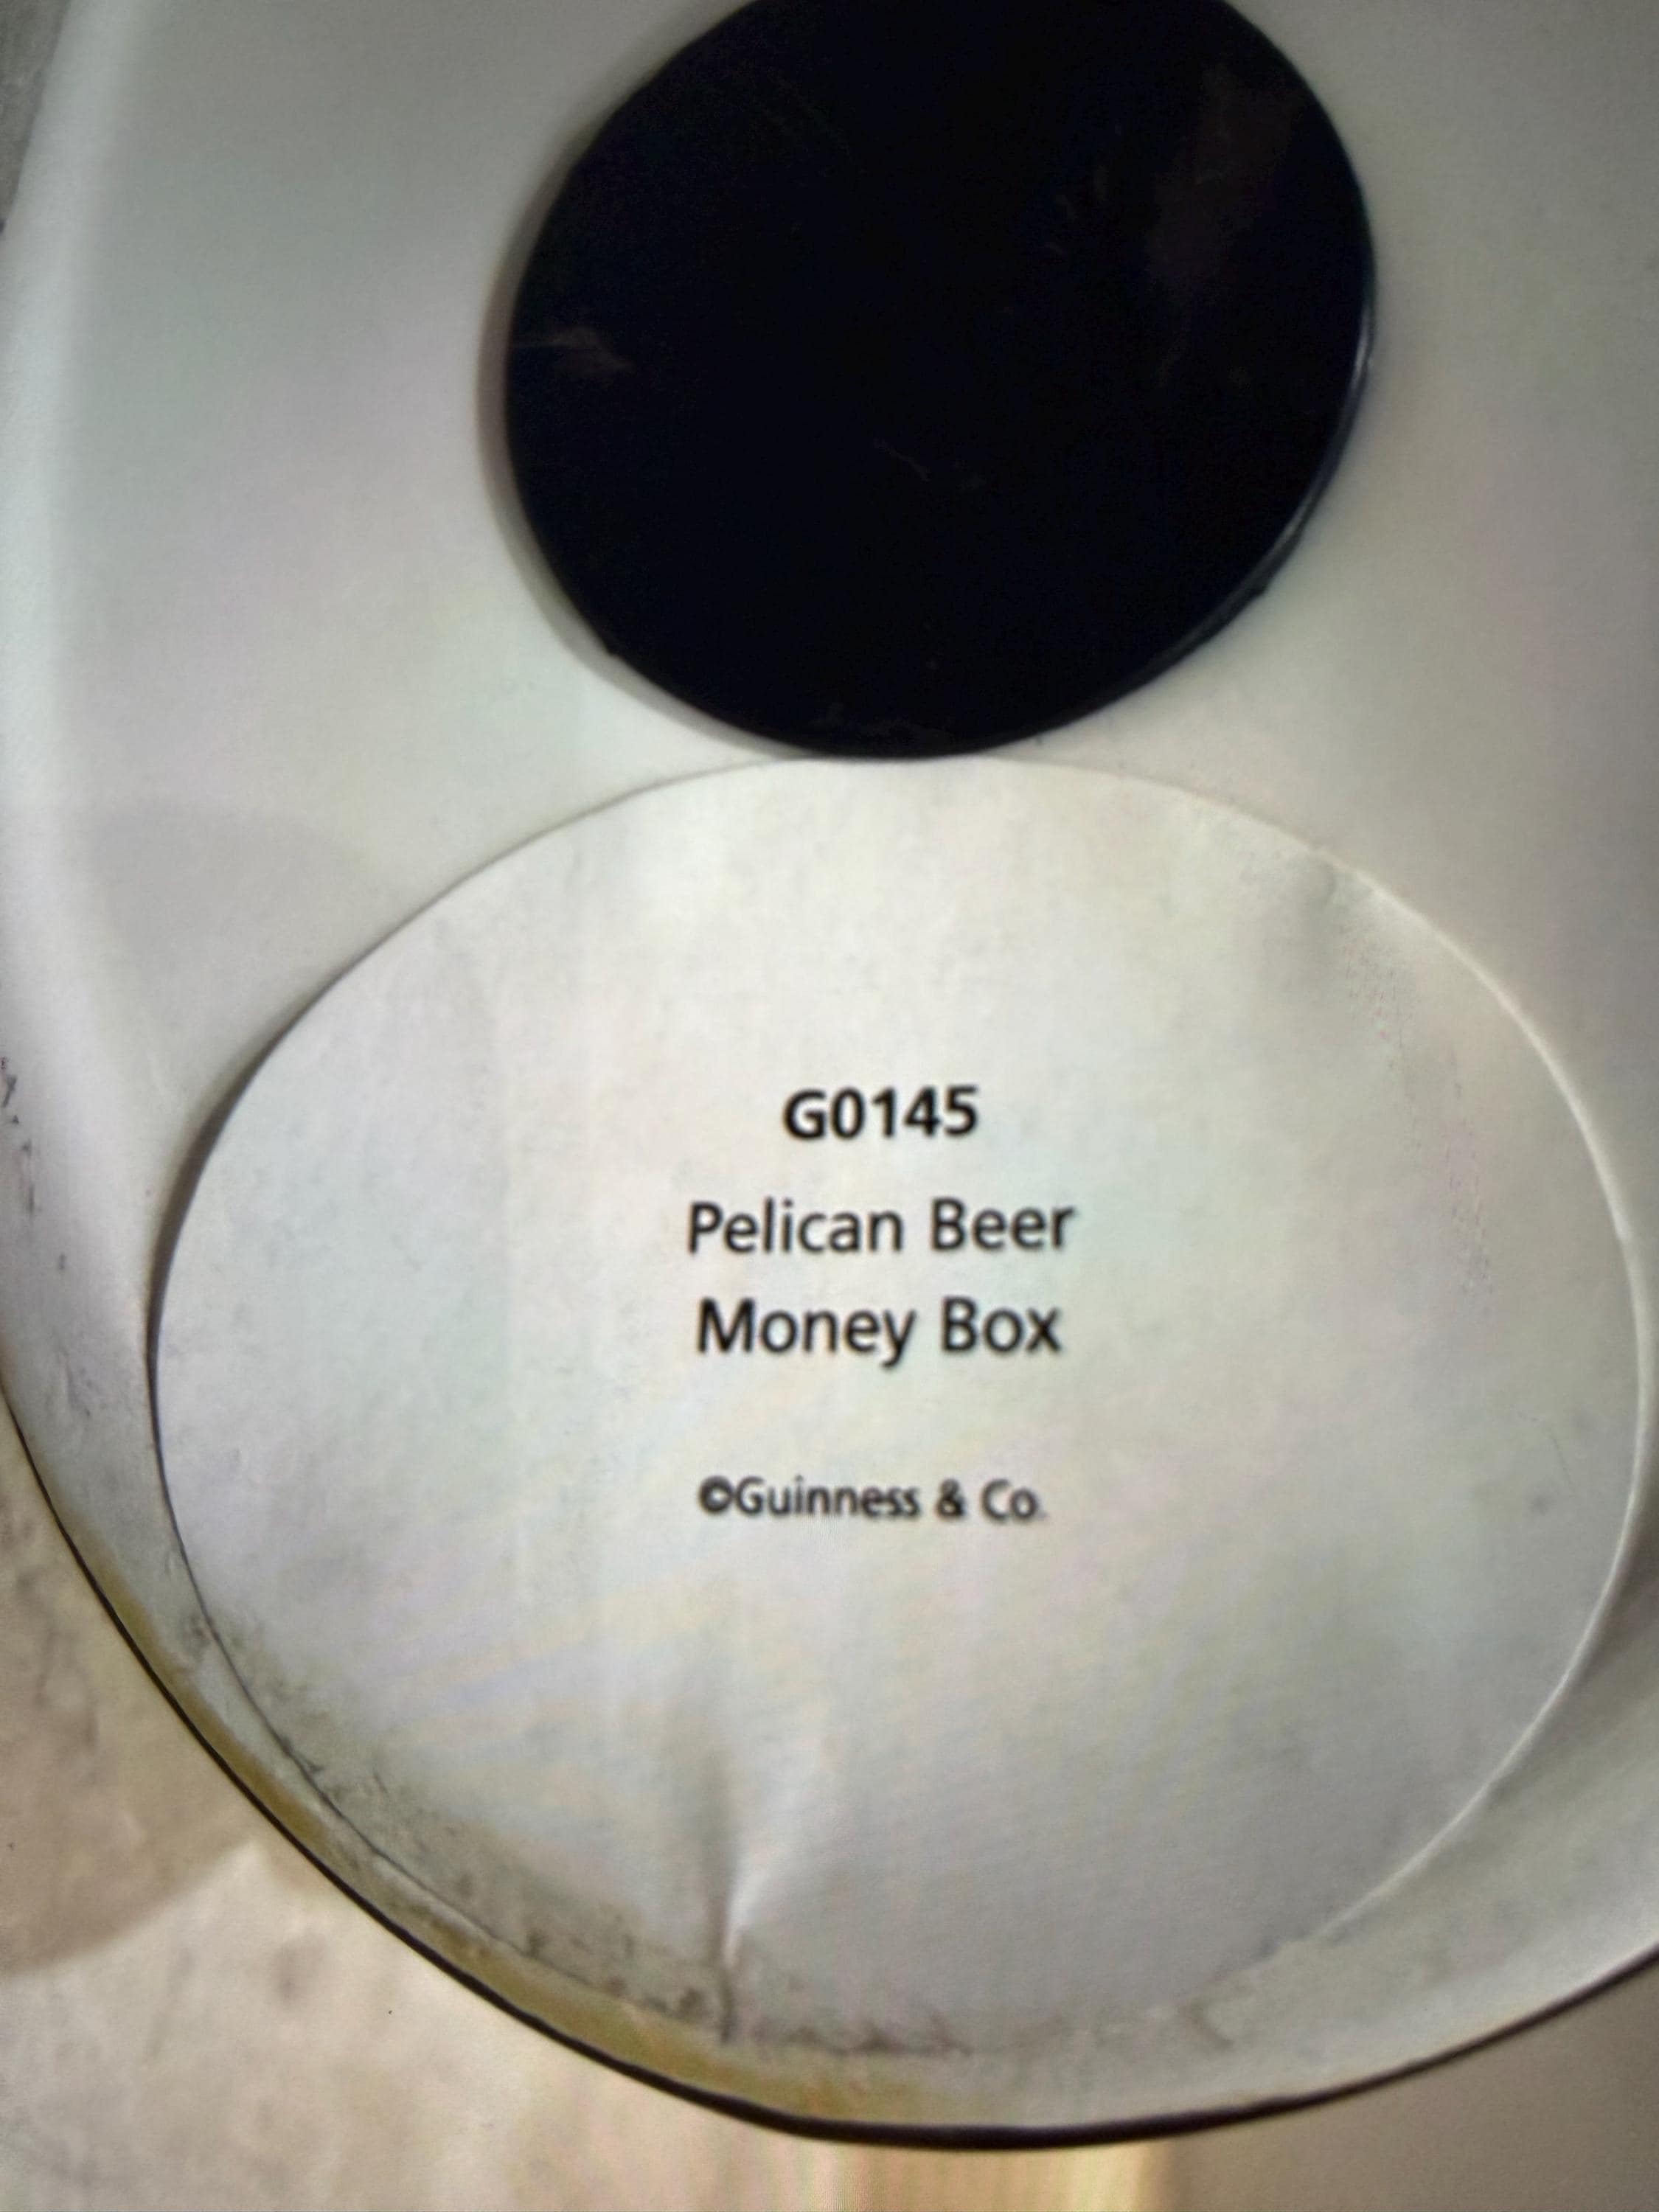 G0145
Pelican Beer
Money Box
©Guinness & Co.